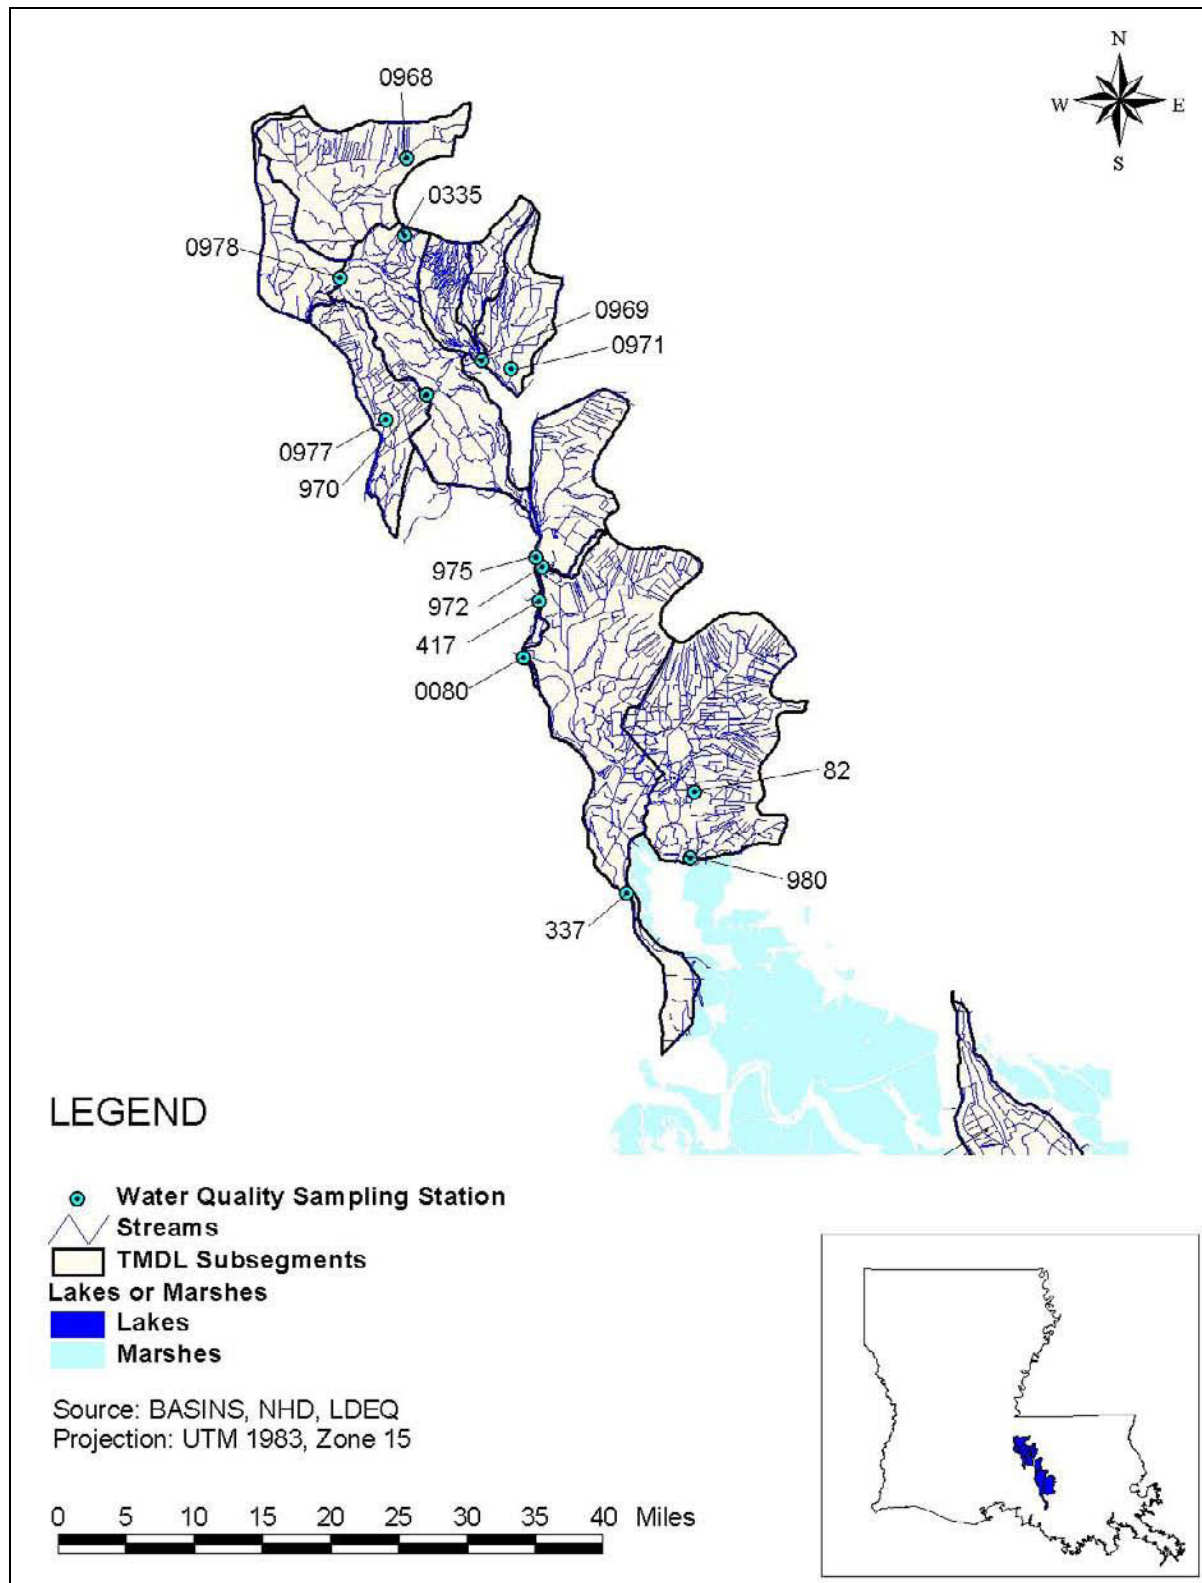 N
W E
S
0968
0335
0978
0969
0971
0977
970
975
972
417
0080
82
980
337
LEGEND
Water Quality Sampling Station
Streams
TMDL Subsegments
Lakes or Marshes
Lakes
Marshes
Source: BASINS, NHD, LDEQ
Projection: UTM 1983, Zone 15
0 5 10 15 20 25 30 35 40 Miles